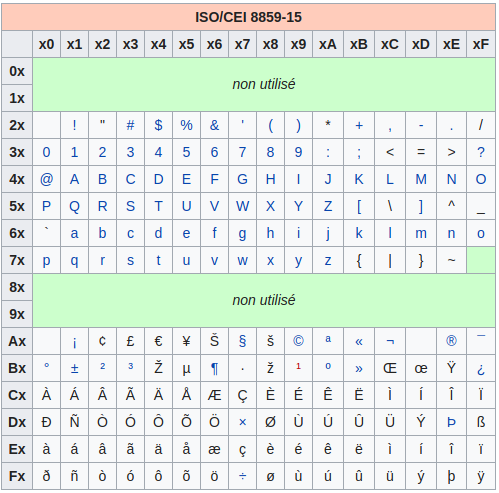 ISO/CEI 8859-15
x0 x1 x2 x3 x4 x5 x6 x7 x8 x9 xA xB xC xD xE xF
0x
non utilisé
1x
2x ! " # $ % & ' ( ) * + , - . /
3x 0 1 2 3 4 5 6 7 8 9 : ; < = > ?
4x @ A B C D E F G H I J K L M N O
5x P Q R S T U V W X Y Z [ \ ] ^ _
6x ` a b c d e f g h i j k l m n o
7x p q r s t u v w x y z { | } ~
8x
non utilisé
9x
Ax ¡ ¢ £ € ¥ Š § š © ª « ¬ ® ¯
Bx ° ± ² ³ Ž µ ¶ · ž ¹ º » Œ œ Ÿ ¿
Cx À Á Â Ã Ä Å Æ Ç È É Ê Ë Ì Í Î Ï
Dx Ð Ñ Ò Ó Ô Õ Ö × Ø Ù Ú Û Ü Ý Þ ß
Ex à á â ã ä å æ ç è é ê ë ì í î ï
Fx ð ñ ò ó ô õ ö ÷ ø ù ú û ü ý þ ÿ